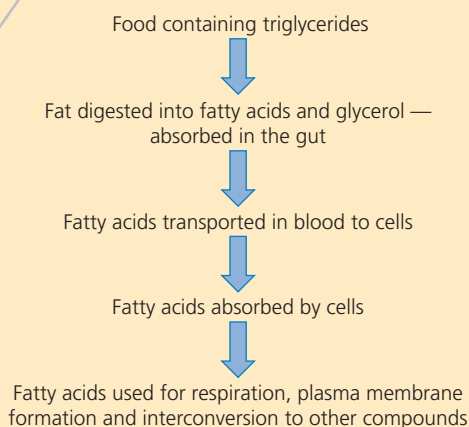 Food containing triglycerides
Fat digested into fatty acids and glycerol —
absorbed in the gut
Fatty acids transported in blood to cells
Fatty acids absorbed by cells
Fatty acids used for respiration, plasma membrane
formation and interconversion to other compounds